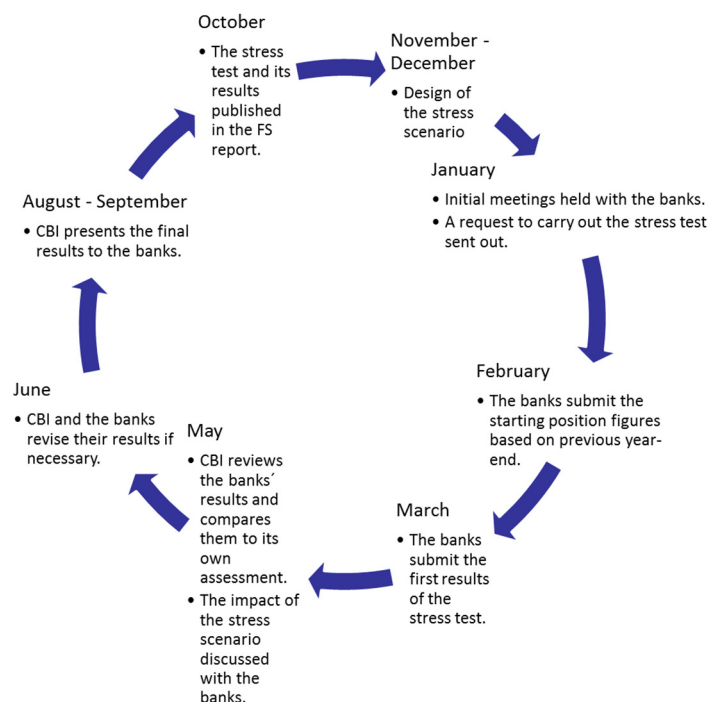 October
• The stress
test and its
results
published
in the FS
report.
November -
December
• Design of
the stress
scenario
January
• Initial meetings held with the banks.
• A request to carry out the stress test
sent out.
February
• The banks submit the
starting position figures
based on previous year-
end.
March
• The banks
submit the
first results
of the
stress test.
May
• CBI reviews
the banks´
results and
compares
them to its
own
assessment.
• The impact of
the stress
scenario
discussed
with the
banks.
June
• CBI and the banks
revise their results if
necessary.
August - September
• CBI presents the final
results to the banks.